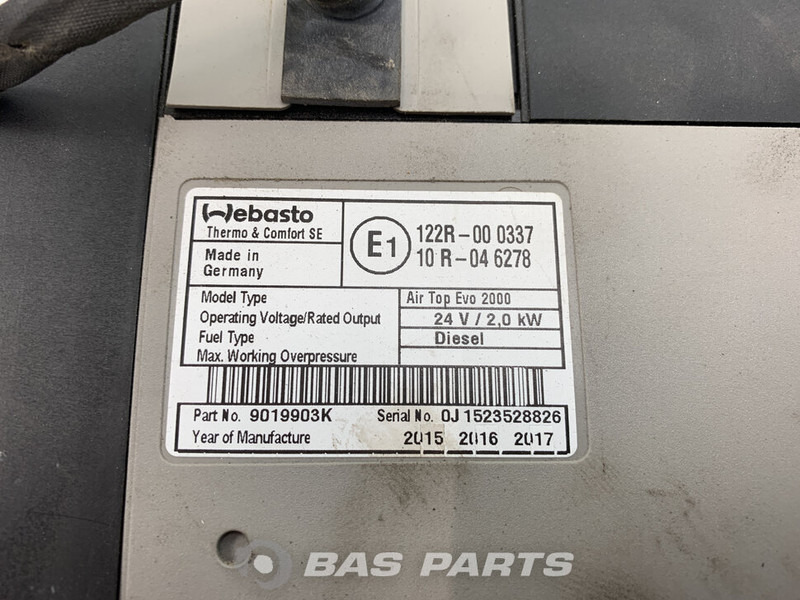 Webasto
Thermo & Comfort SE
Made in
Germany
E1
122R-00 0337
10 R-04 6278
Model Type Air Top Evo 2000
Operating Voltage/Rated Output 24 V / 2,0 kW
Fuel Type Diesel
Max. Working Overpressure
Part No. 9019903K Serial No. 0J1523528826
Year of Manufacture 2015 2016 2017
BAS PARTS